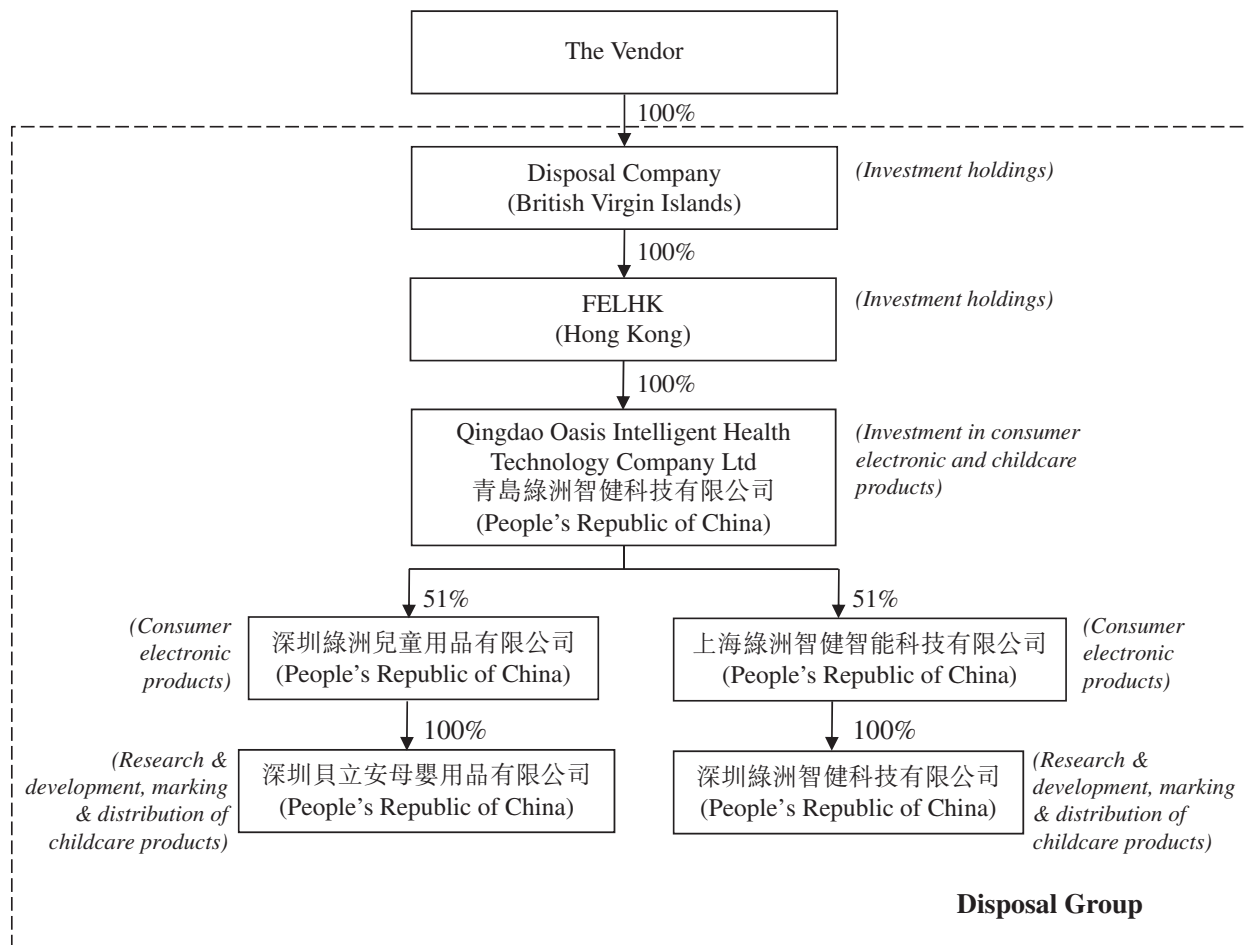 The Vendor
100%
Disposal Company
(British Virgin Islands)
(Investment holdings)
100%
FELHK
(Hong Kong)
(Investment holdings)
100%
Qingdao Oasis Intelligent Health
Technology Company Ltd
青島綠洲智健科技有限公司
(People's Republic of China)
(Investment in consumer
electronic and childcare
products)
51%
51%
(Consumer
electronic
products)
深圳綠洲兒童用品有限公司
(People's Republic of China)
上海綠洲智健智能科技有限公司
(People's Republic of China)
(Consumer
electronic
products)
100%
100%
(Research &
development, marking
& distribution of
childcare products)
深圳貝立安母嬰用品有限公司
(People's Republic of China)
深圳綠洲智健科技有限公司
(People's Republic of China)
(Research &
development, marking
& distribution of
childcare products)
Disposal Group